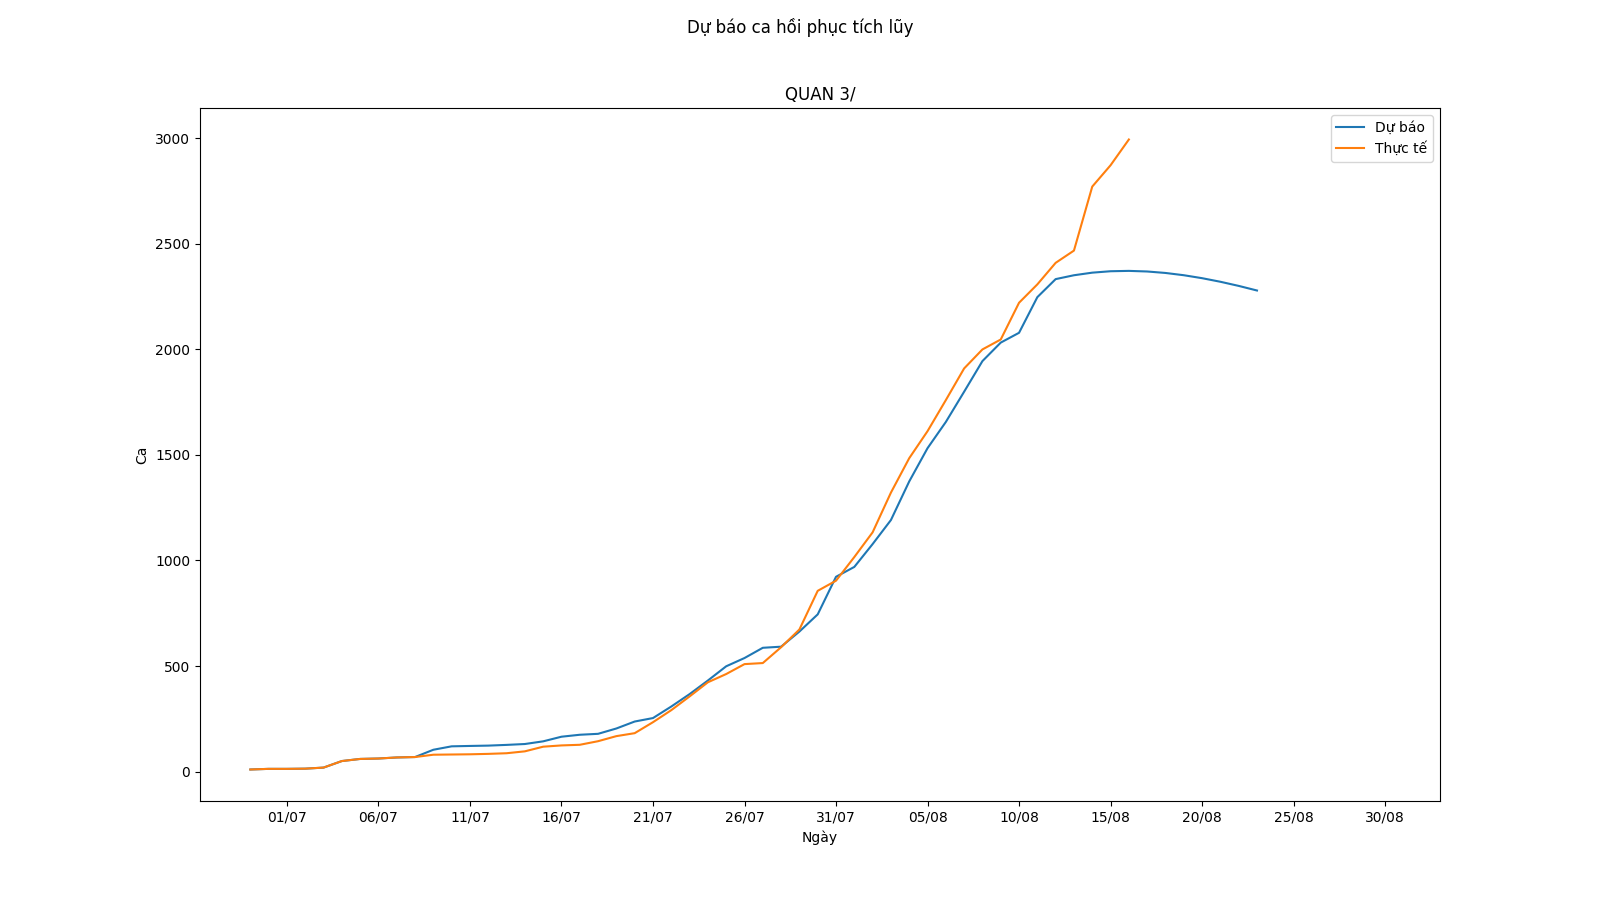 Dự báo ca hồi phục tích lũy
QUAN 3/
Dự báo
Thực tế
3000
2500
2000
1500
1000
500
0
Ca
01/07 06/07 11/07 16/07 21/07 26/07 31/07 05/08 10/08 15/08 20/08 25/08 30/08
Ngày